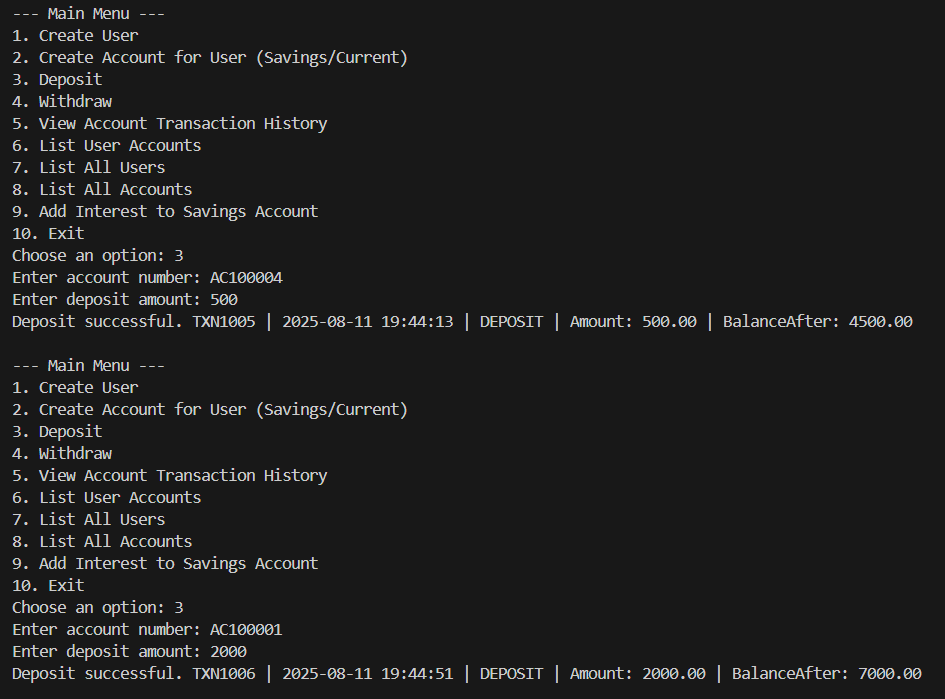 --- Main Menu ---
1. Create User
2. Create Account for User (Savings/Current)
3. Deposit
4. Withdraw
5. View Account Transaction History
6. List User Accounts
7. List All Users
8. List All Accounts
9. Add Interest to Savings Account
10. Exit
Choose an option: 3
Enter account number: AC100004
Enter deposit amount: 500
Deposit successful. TXN1005 | 2025-08-11 19:44:13 | DEPOSIT | Amount: 500.00 | BalanceAfter: 4500.00
--- Main Menu ---
1. Create User
2. Create Account for User (Savings/Current)
3. Deposit
4. Withdraw
5. View Account Transaction History
6. List User Accounts
7. List All Users
8. List All Accounts
9. Add Interest to Savings Account
10. Exit
Choose an option: 3
Enter account number: AC100001
Enter deposit amount: 2000
Deposit successful. TXN1006 | 2025-08-11 19:44:51 | DEPOSIT | Amount: 2000.00 | BalanceAfter: 7000.00